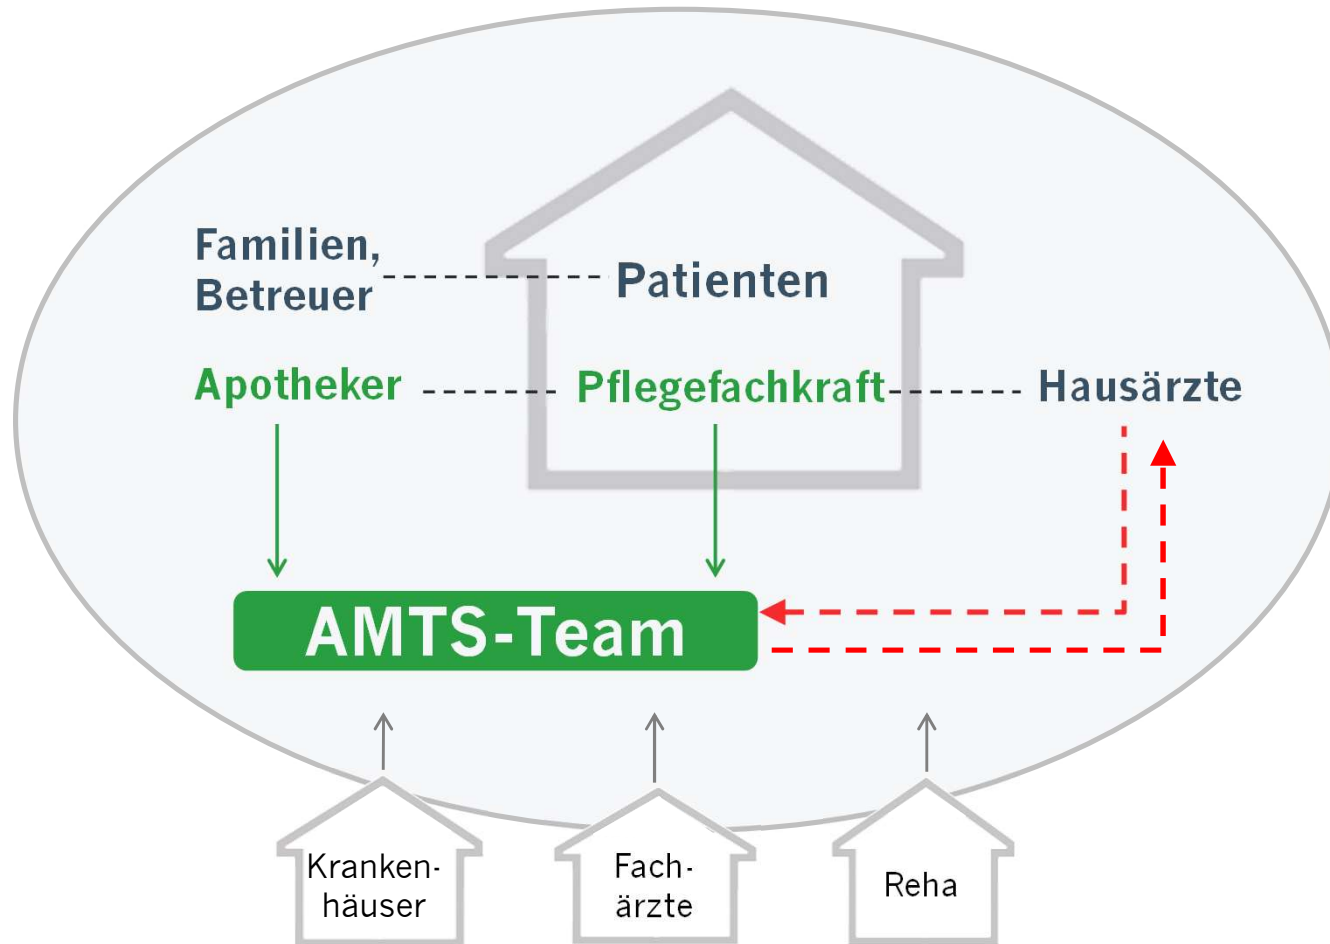 Familien,
Betreuer
Patienten
Apotheker
Pflegefachkraft
Hausärzte
AMTS-Team
Kranken-
häuser
Fach-
ärzte
Reha